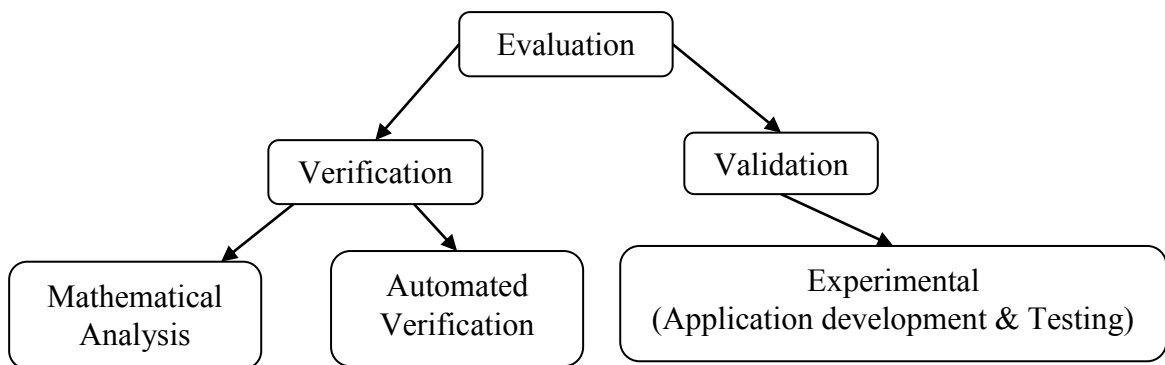 Evaluation
Verification
Validation
Mathematical
Analysis
Automated
Verification
Experimental
(Application development & Testing)